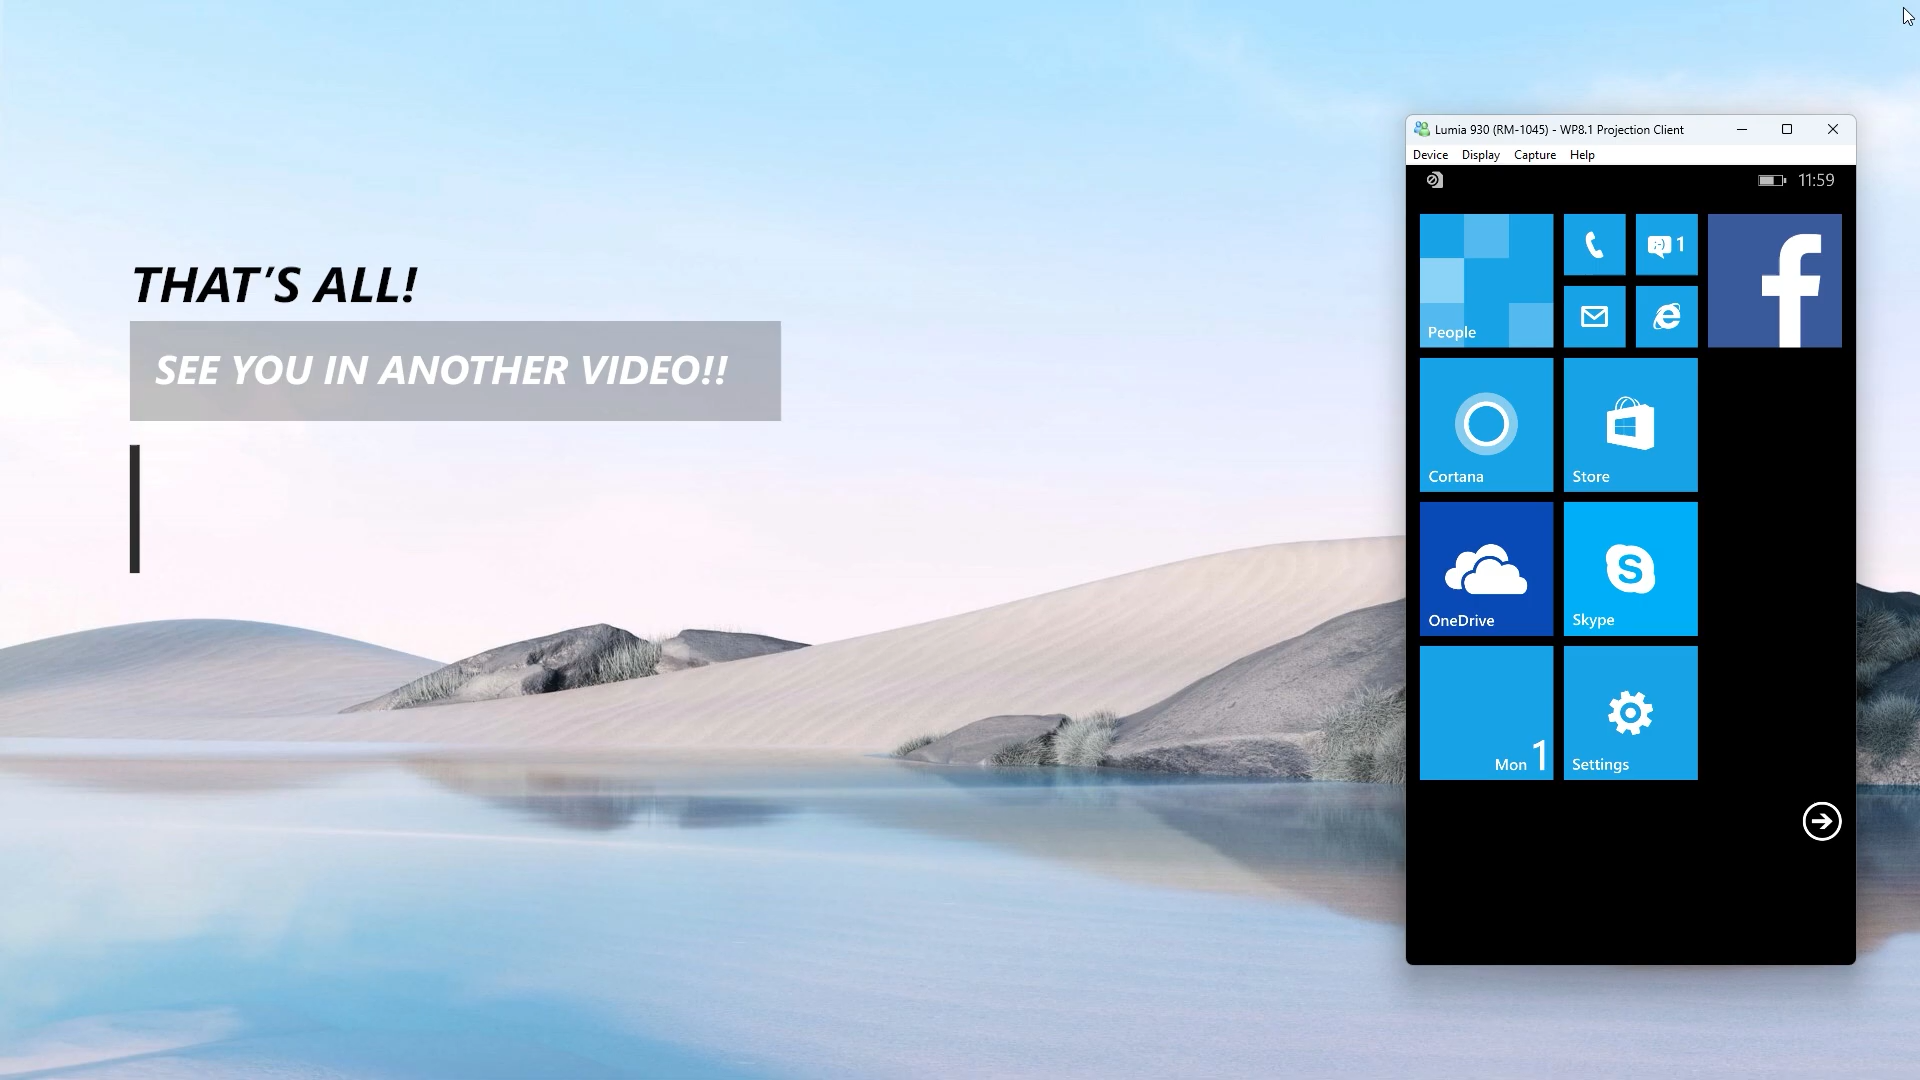 THAT'S ALL!
SEE YOU IN ANOTHER VIDEO!!
Lumia 930 (RM-1045) - WP8.1 Projection Client
Device Display Capture Help
11:59
1
People
Cortana
Store
OneDrive
Skype
Mon 1
Settings